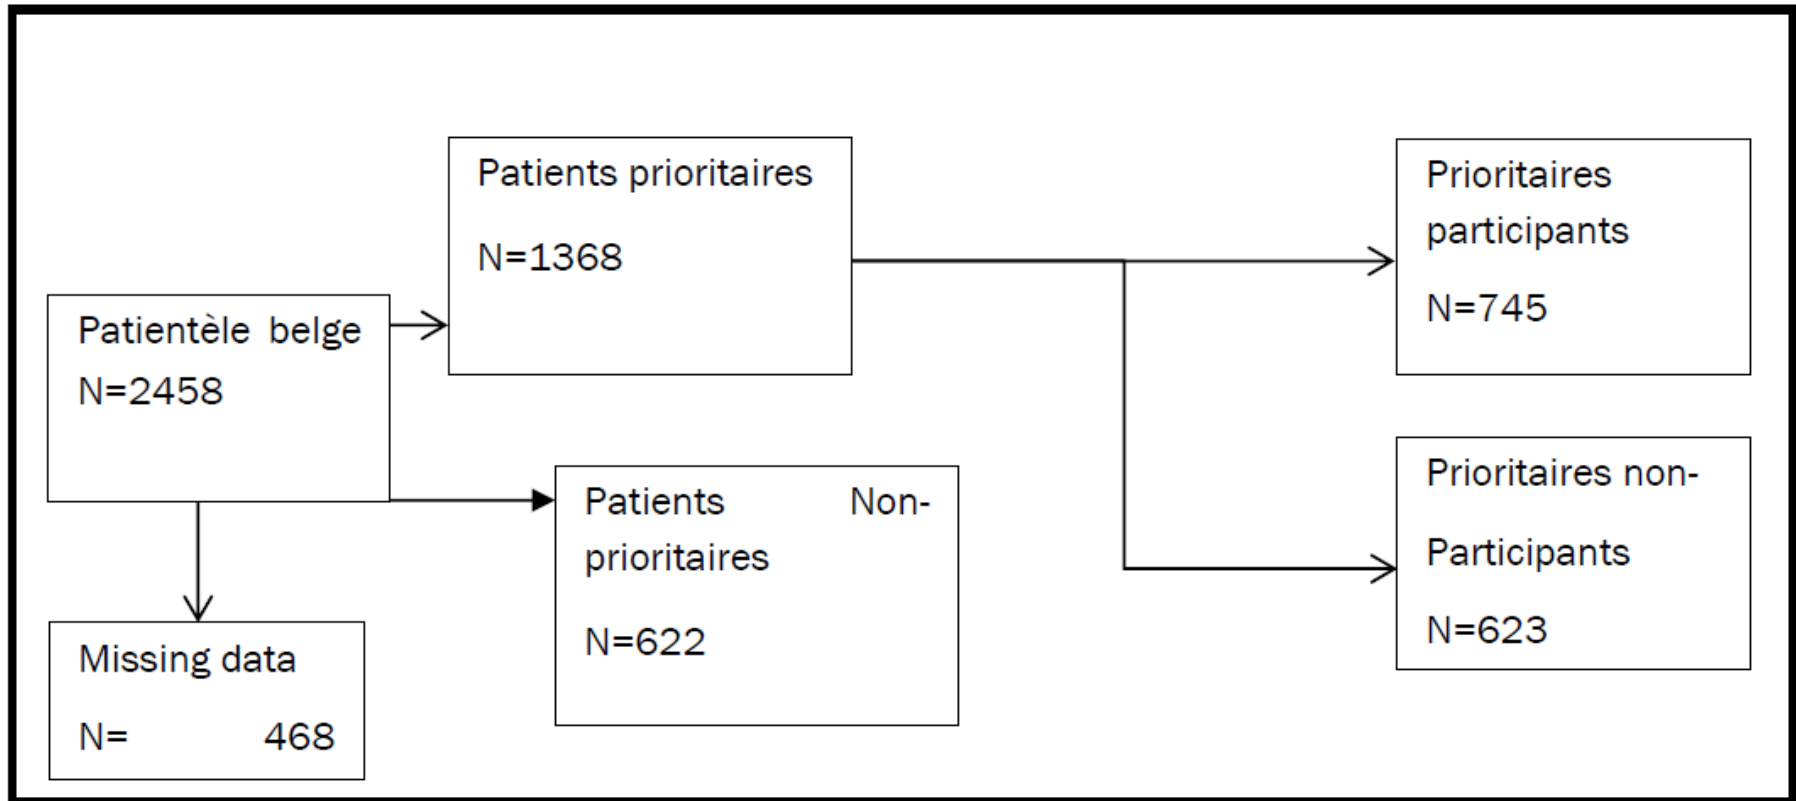 Patients prioritaires
N=1368
Prioritaires
participants
N=745
Patientèle belge
N=2458
Patients Non-
prioritaires
N=622
Prioritaires non-
Participants
N=623
Missing data
N= 468